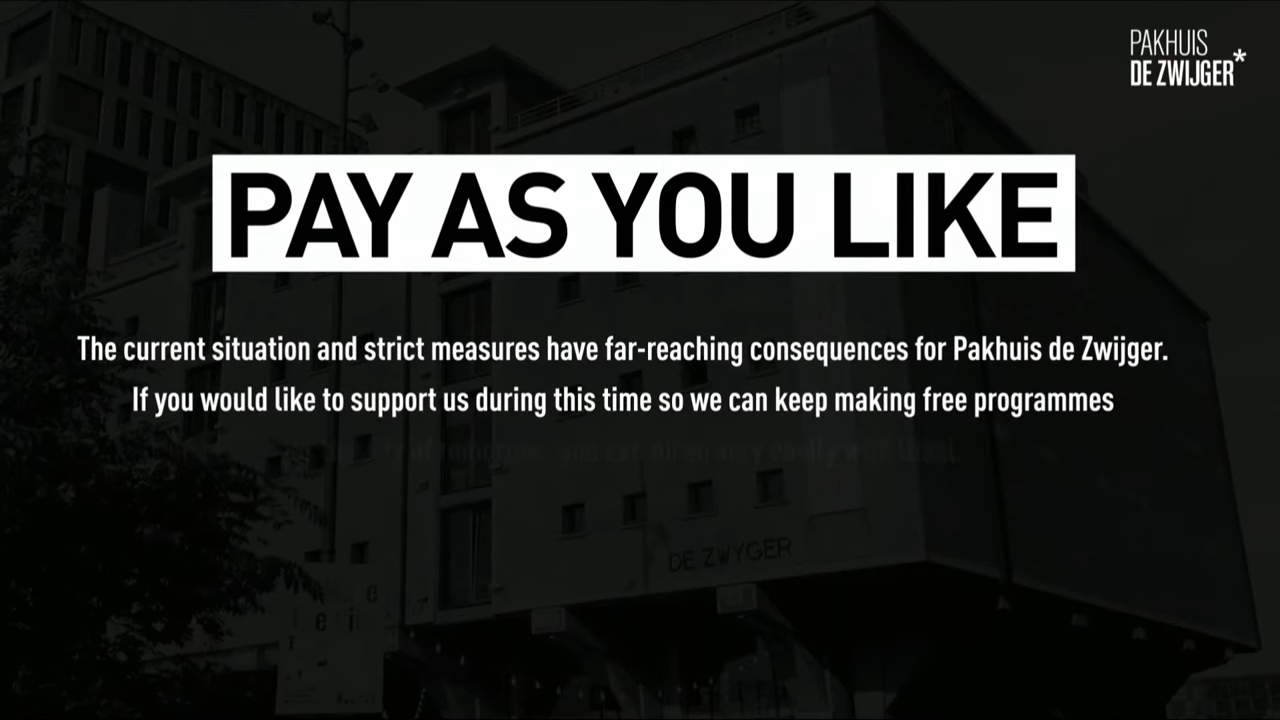 PAKHUIS
DE ZWIJGER*
PAY AS YOU LIKE
The current situation and strict measures have far-reaching consequences for Pakhuis de Zwijger.
If you would like to support us during this time so we can keep making free programmes
DE ZWYGER